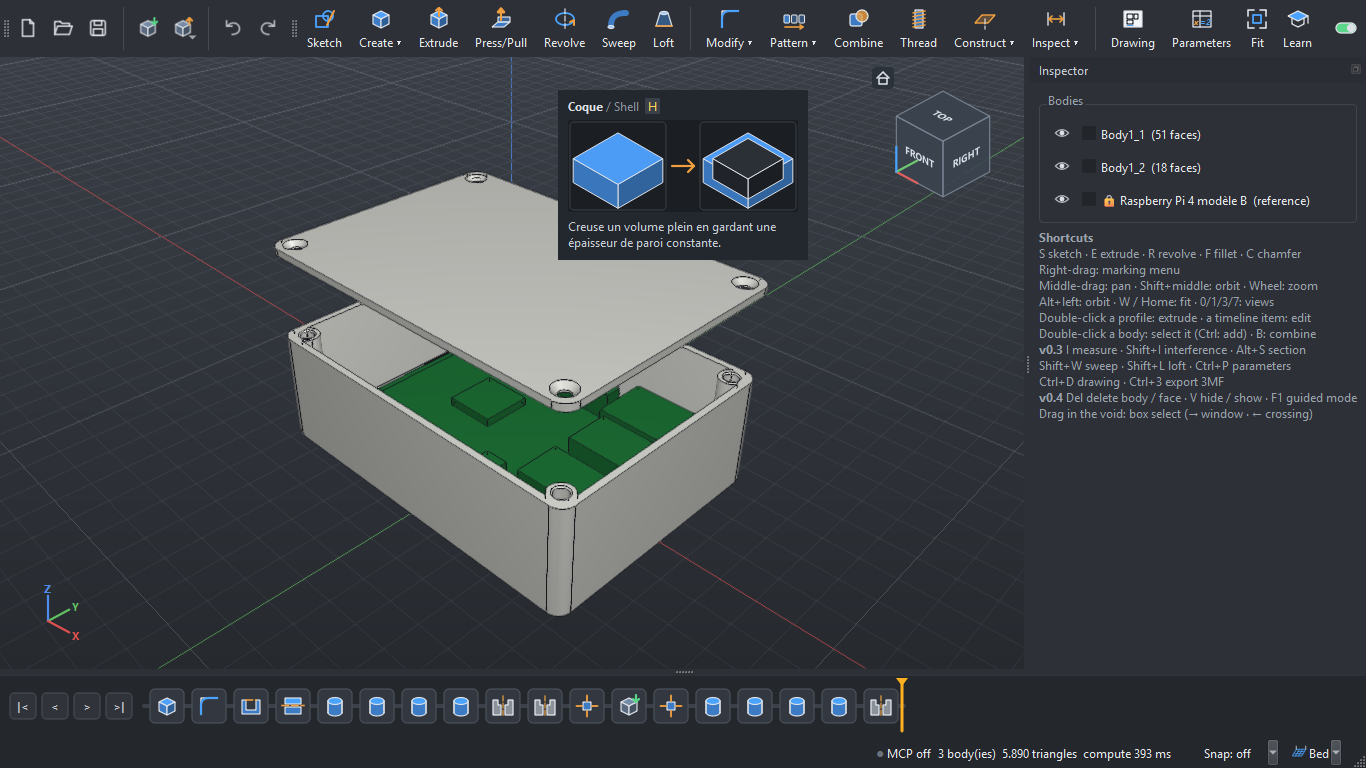 Sketch Create Extrude Press/Pull Revolve Sweep Loft Modify Pattern Combine Thread Construct Inspect Drawing Parameters Fit Learn
Inspector
Coque / Shell H
Creuse un volume plein en gardant une
épaisseur de paroi constante.
TOP
FRONT
RIGHT
Bodies
Body1_1 (51 faces)
Body1_2 (18 faces)
Raspberry Pi 4 modèle B (reference)
Shortcuts
S sketch · E extrude · R revolve · F fillet · C chamfer
Right-drag: marking menu
Middle-drag: pan · Shift+middle: orbit · Wheel: zoom
Alt+left: orbit · W / Home: fit · 0/1/3/7: views
Double-click a profile: extrude · a timeline item: edit
Double-click a body: select it (Ctrl: add) · B: combine
v0.3 I measure · Shift+I interference · Alt+S section
Shift+W sweep · Shift+L loft · Ctrl+P parameters
Ctrl+D drawing · Ctrl+3 export 3MF
v0.4 Del delete body / face · V hide / show · F1 guided mode
Drag in the void: box select (→ window · ← crossing)
Z
Y
X
|< < > >|
MCP off 3 body(ies) 5.890 triangles compute 393 ms Snap: off Bed